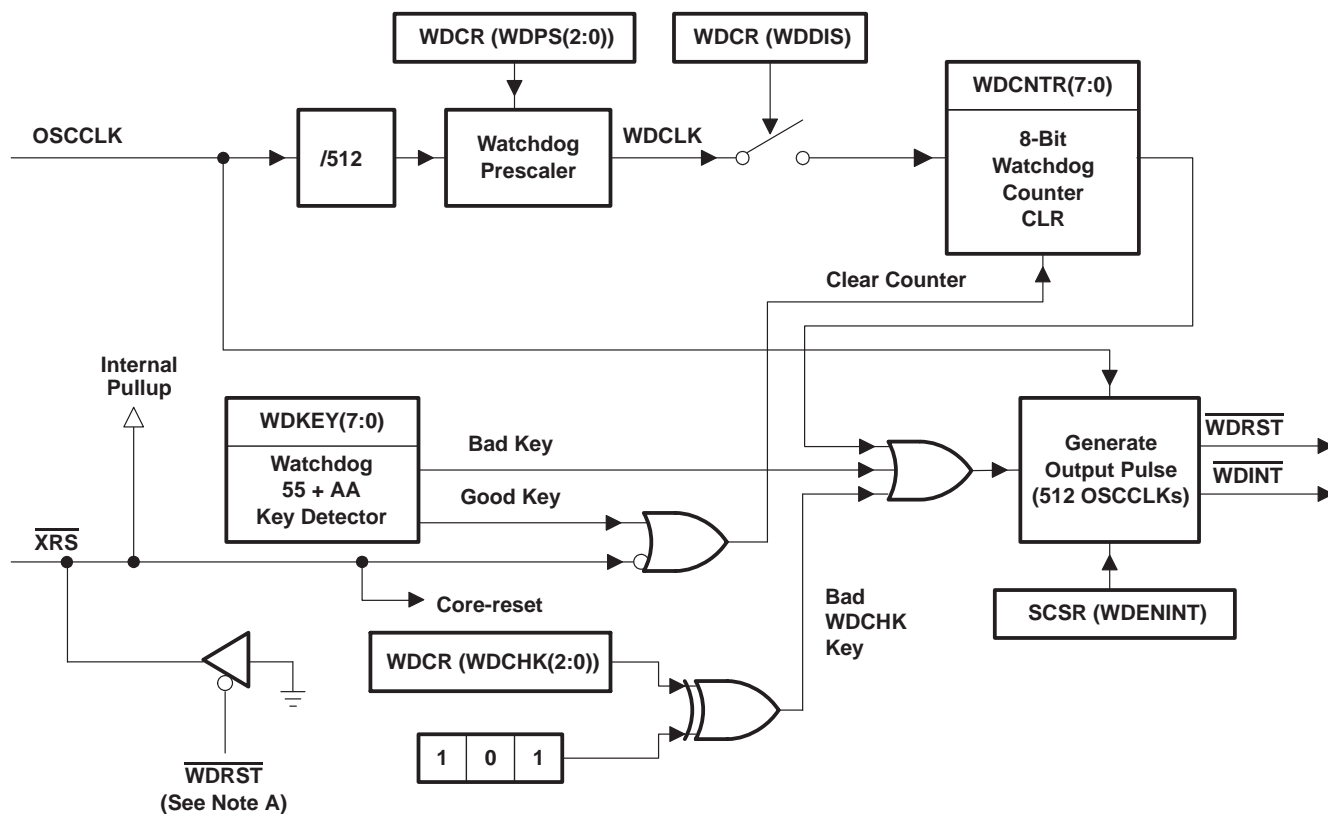 WDCR (WDPS(2:0))
WDCR (WDDIS)
WDCNTR(7:0)
OSCCLK
/512
Watchdog
Prescaler
WDCLK
8-Bit
Watchdog
Counter
CLR
Clear Counter
Internal
Pullup
WDKEY(7:0)
Watchdog
55 + AA
Key Detector
Bad Key
Good Key
Generate
Output Pulse
(512 OSCCLKs)
WDRST
WDINT
XRS
Core-reset
SCSR (WDENINT)
Bad
WDCHK
Key
WDCR (WDCHK(2:0))
1 0 1
WDRST
(See Note A)